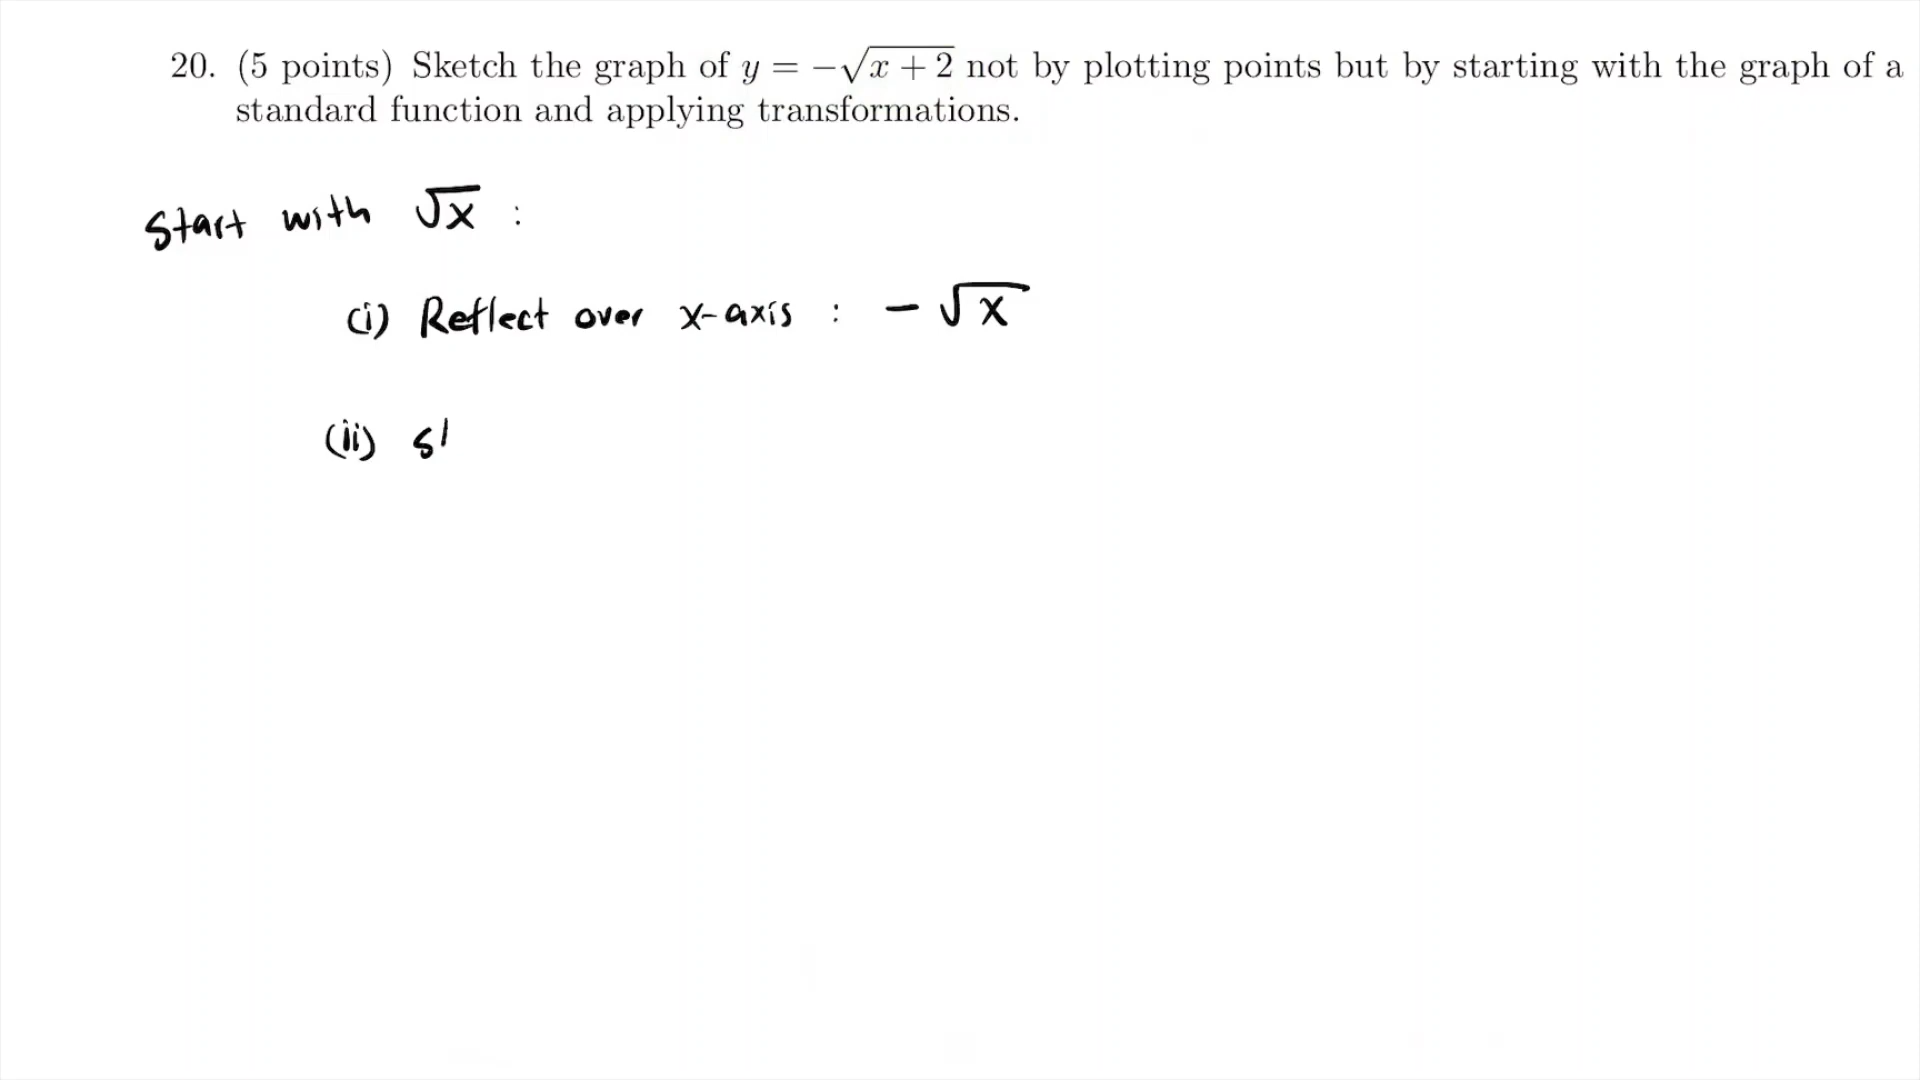 20. (5 points) Sketch the graph of y = −√(x + 2) not by plotting points but by starting with the graph of a
standard function and applying transformations.
Start with √x :
(i) Reflect over x-axis : − √x
(ii) s